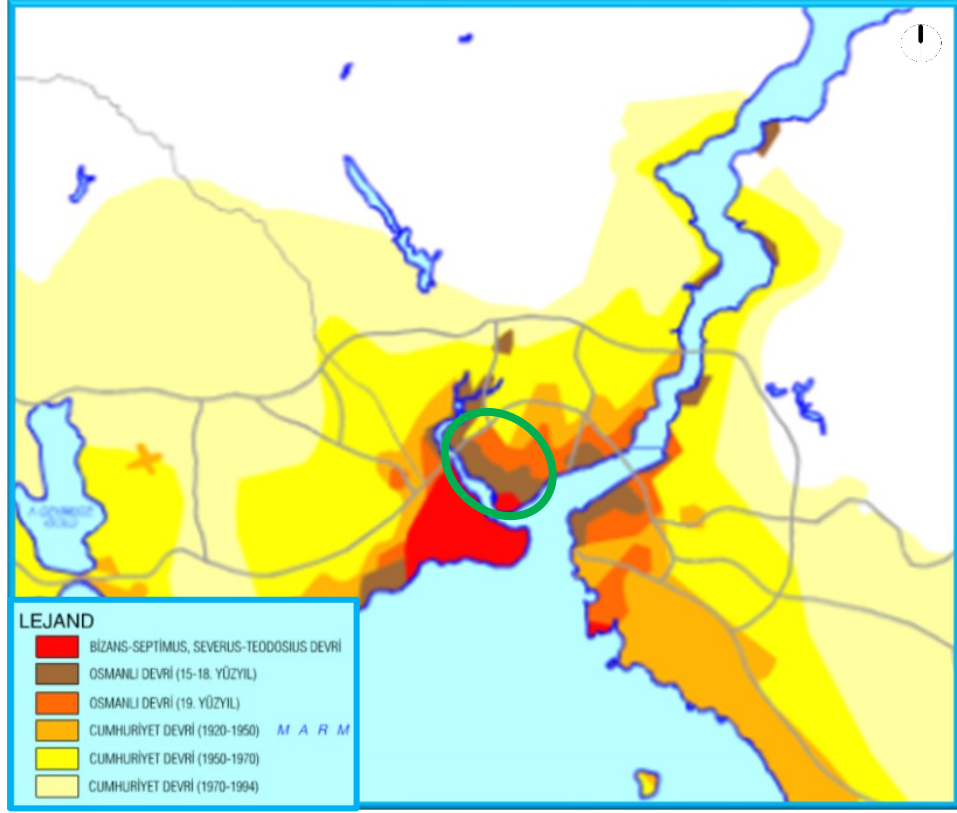 LEJAND
BİZANS-SEPTİMUS, SEVERUS-TEODOSIUS DEVRİ
OSMANLI DEVRİ (15-18. YÜZYIL)
OSMANLI DEVRİ (19. YÜZYIL)
CUMHURİYET DEVRİ (1920-1950) M A R M
CUMHURİYET DEVRİ (1950-1970)
CUMHURİYET DEVRİ (1970-1994)